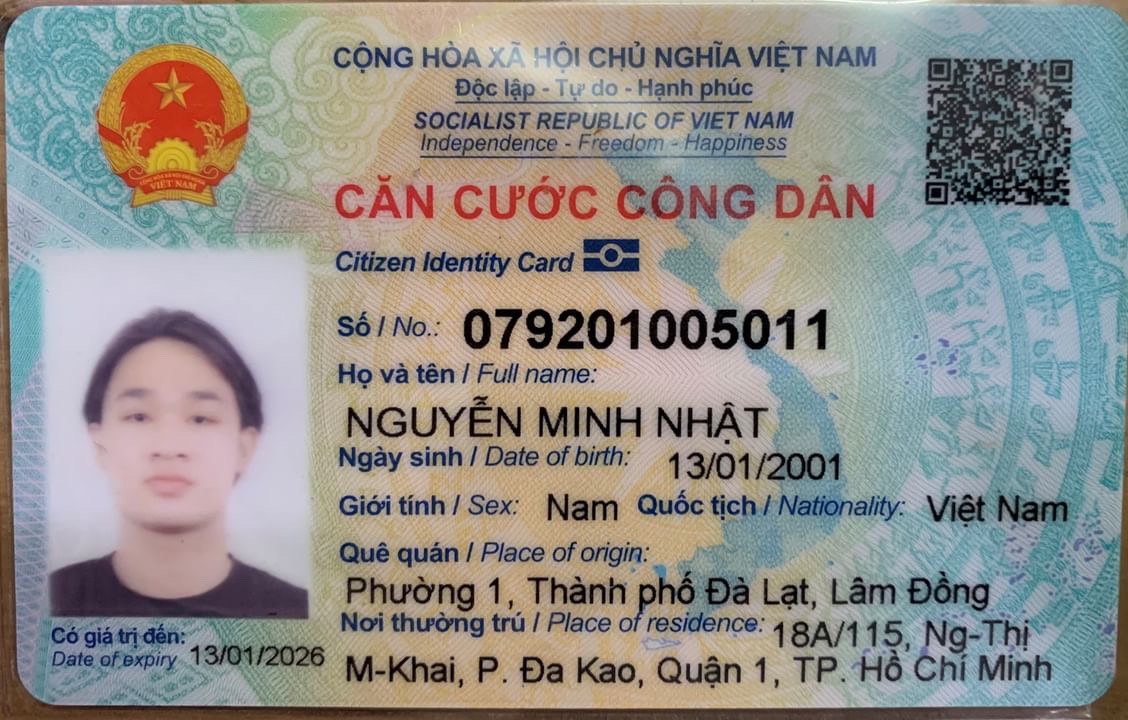 CỘNG HÒA XÃ HỘI CHỦ NGHĨA VIỆT NAM
Độc lập - Tự do - Hạnh phúc
SOCIALIST REPUBLIC OF VIET NAM
Independence - Freedom - Happiness
CĂN CƯỚC CÔNG DÂN
Citizen Identity Card
Số / No.: 079201005011
Họ và tên / Full name:
NGUYỄN MINH NHẬT
Ngày sinh / Date of birth: 13/01/2001
Giới tính / Sex: Nam Quốc tịch / Nationality: Việt Nam
Quê quán / Place of origin:
Phường 1, Thành phố Đà Lạt, Lâm Đồng
Nơi thường trú / Place of residence: 18A/115, Ng-Thị
M-Khai, P. Đa Kao, Quận 1, TP. Hồ Chí Minh
Có giá trị đến:
Date of expiry 13/01/2026
VIỆT NAM